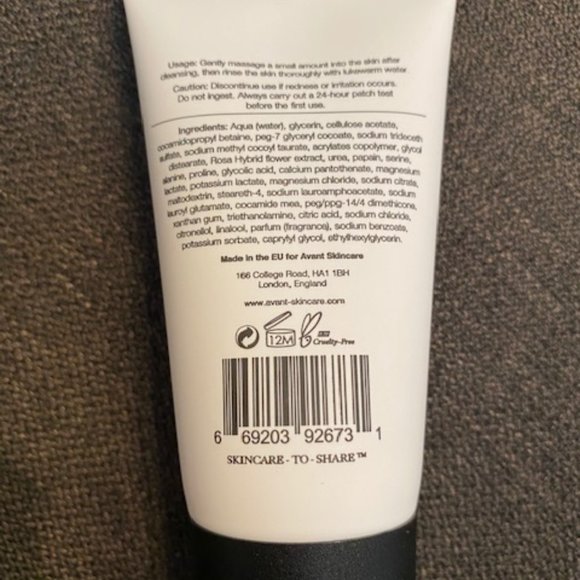 Usage: Gently massage a small amount into the skin after
cleansing, then rinse the skin thoroughly with lukewarm water.
Caution: Discontinue use if redness or irritation occurs.
Do not ingest. Always carry out a 24-hour patch test
before the first use.
Ingredients: Aqua (water), glycerin, cellulose acetate,
cocamidopropyl betaine, peg-7 glyceryl cocoate, sodium trideceth
sulfate, sodium methyl cocoyl taurate, acrylates copolymer, glycol
distearate, Rosa Hybrid flower extract, urea, papain, serine,
alanine, proline, glycolic acid, calcium pantothenate, magnesium
lactate, potassium lactate, magnesium chloride, sodium citrate,
maltodextrin, steareth-4, sodium lauroamphoacetate, sodium
lauroyl glutamate, cocamide mea, peg/ppg-14/4 dimethicone,
xanthan gum, triethanolamine, citric acid, sodium chloride,
citronellol, linalool, parfum (fragrance), sodium benzoate,
potassium sorbate, caprylyl glycol, ethylhexylglycerin.
Made in the EU for Avant Skincare
166 College Road, HA1 1BH
London, England
www.avant-skincare.com
12M
Cruelty-Free
6 69203 92673 1
SKINCARE - TO - SHARE™